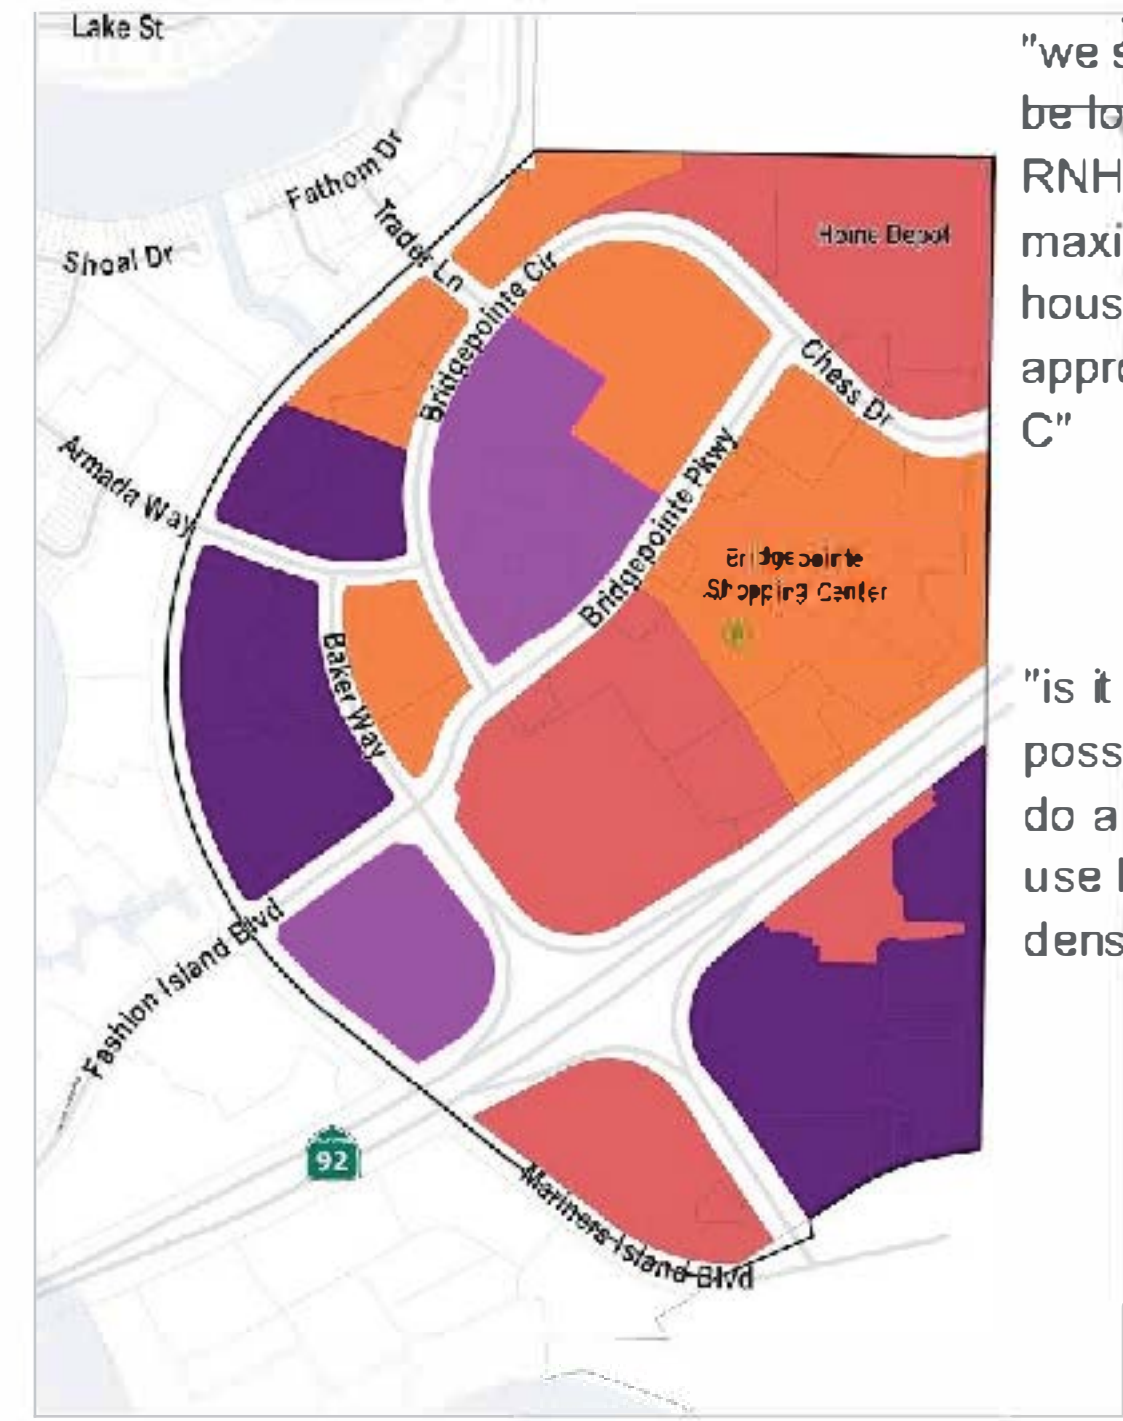 Lake St
Fathom Dr
Trader Ln
Shoal Dr
Home Depot
Bridgepointe Cir
Chess Dr
Armada Way
Bridgepointe Pkwy
Bridgepointe
Shopping Center
Baker Way
Fashion Island Blvd
92
Mariners Island Blvd
"we s
be lo
RNH
maxi
hous
appro
C"
"is it
poss
do a
use
dens